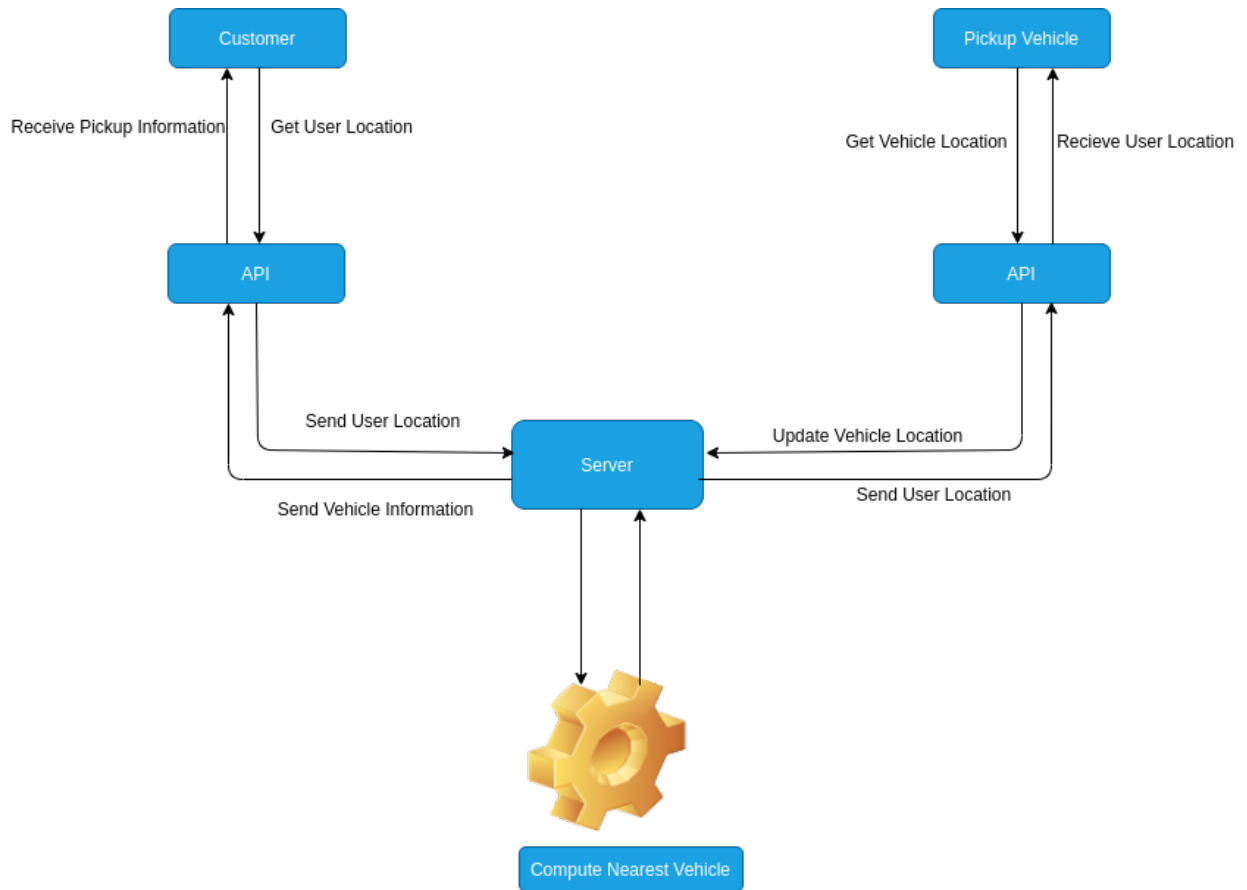 Customer
Pickup Vehicle
Receive Pickup Information
Get User Location
Get Vehicle Location
Recieve User Location
API
API
Send User Location
Update Vehicle Location
Server
Send Vehicle Information
Send User Location
Compute Nearest Vehicle